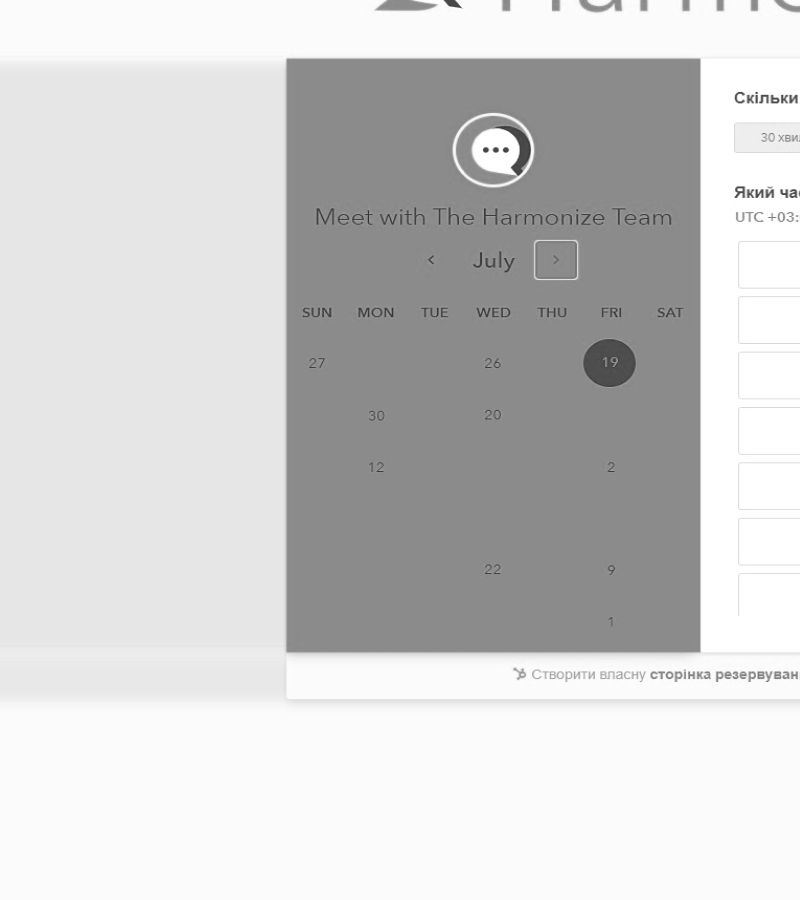 Harmo
Meet with The Harmonize Team
July
SUN MON TUE WED THU FRI SAT
27 26 19
30 20
12 2
22 9
1
Скільки
30 хви
Який ча
UTC +03:
Створити власну сторінка резервуван